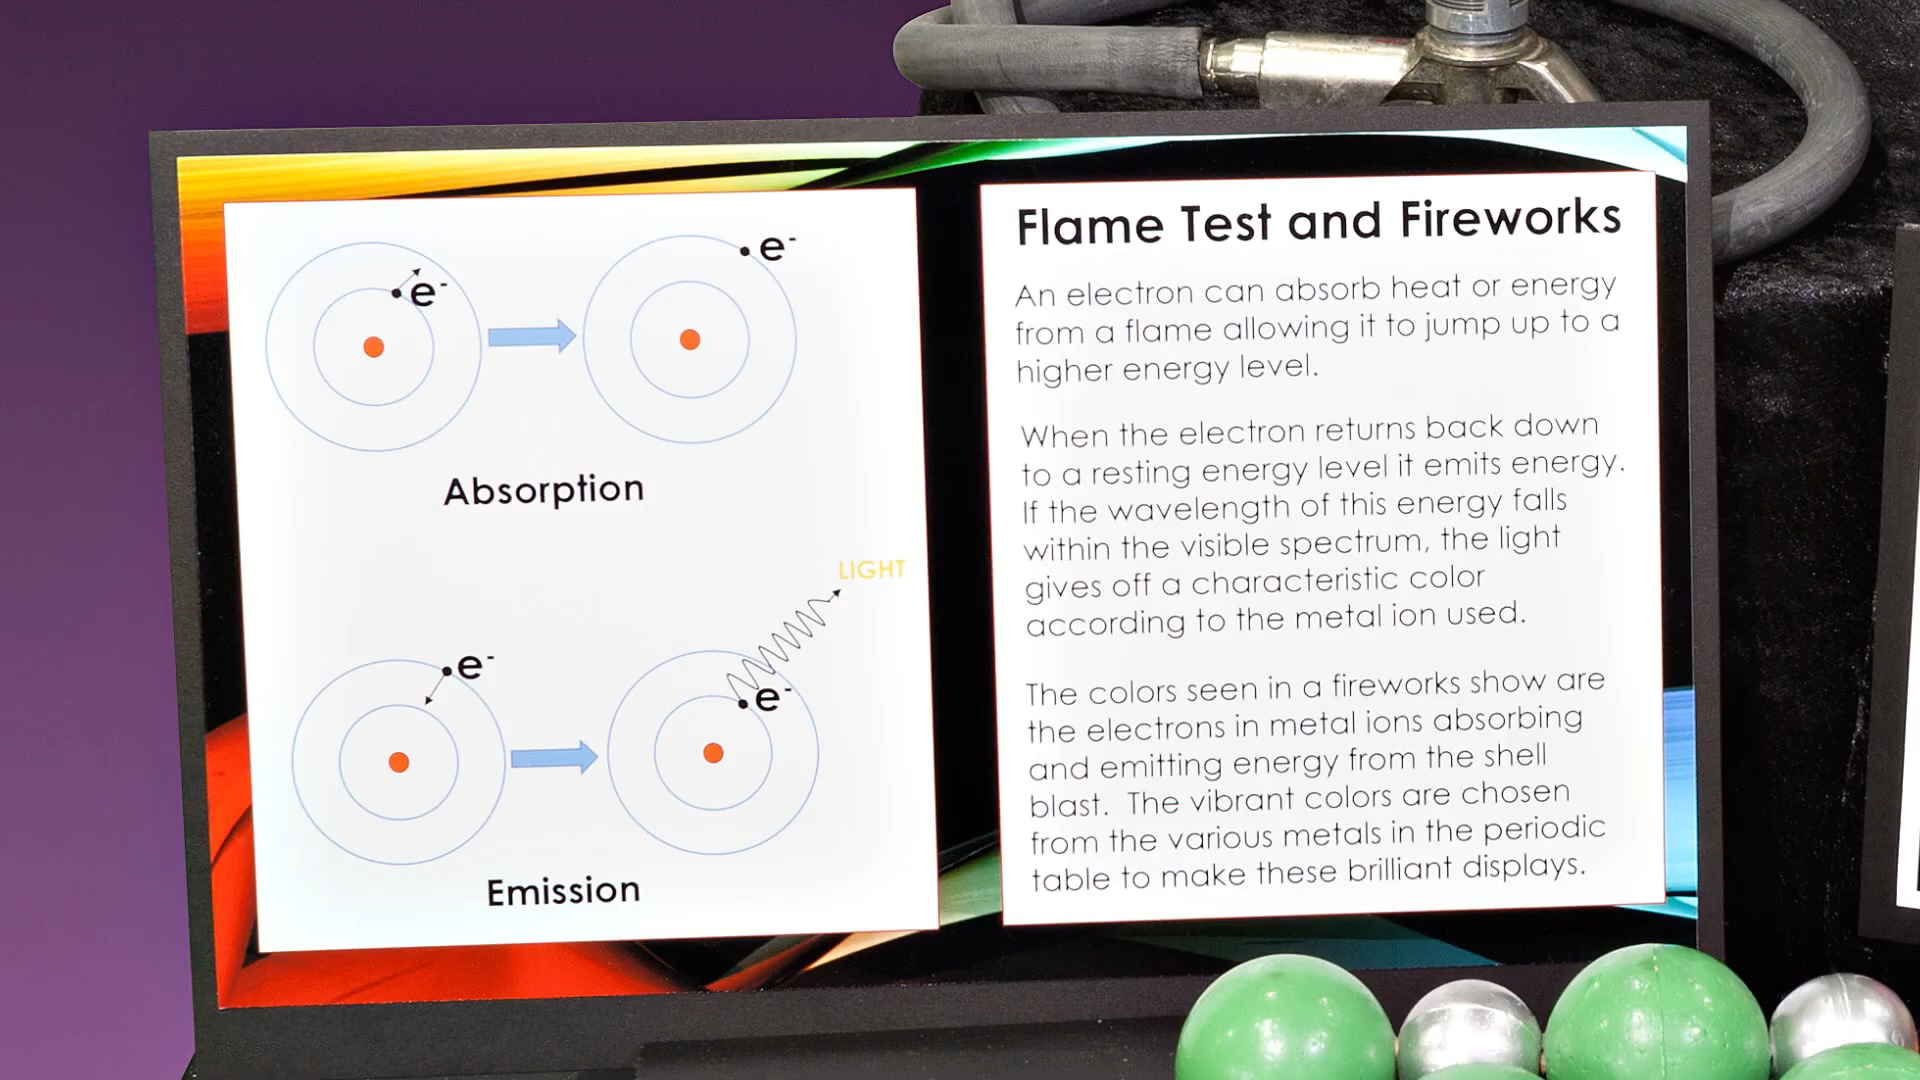 e-
e-
Absorption
LIGHT
e-
e-
Emission
Flame Test and Fireworks
An electron can absorb heat or energy
from a flame allowing it to jump up to a
higher energy level.
When the electron returns back down
to a resting energy level it emits energy.
If the wavelength of this energy falls
within the visible spectrum, the light
gives off a characteristic color
according to the metal ion used.
The colors seen in a fireworks show are
the electrons in metal ions absorbing
and emitting energy from the shell
blast. The vibrant colors are chosen
from the various metals in the periodic
table to make these brilliant displays.